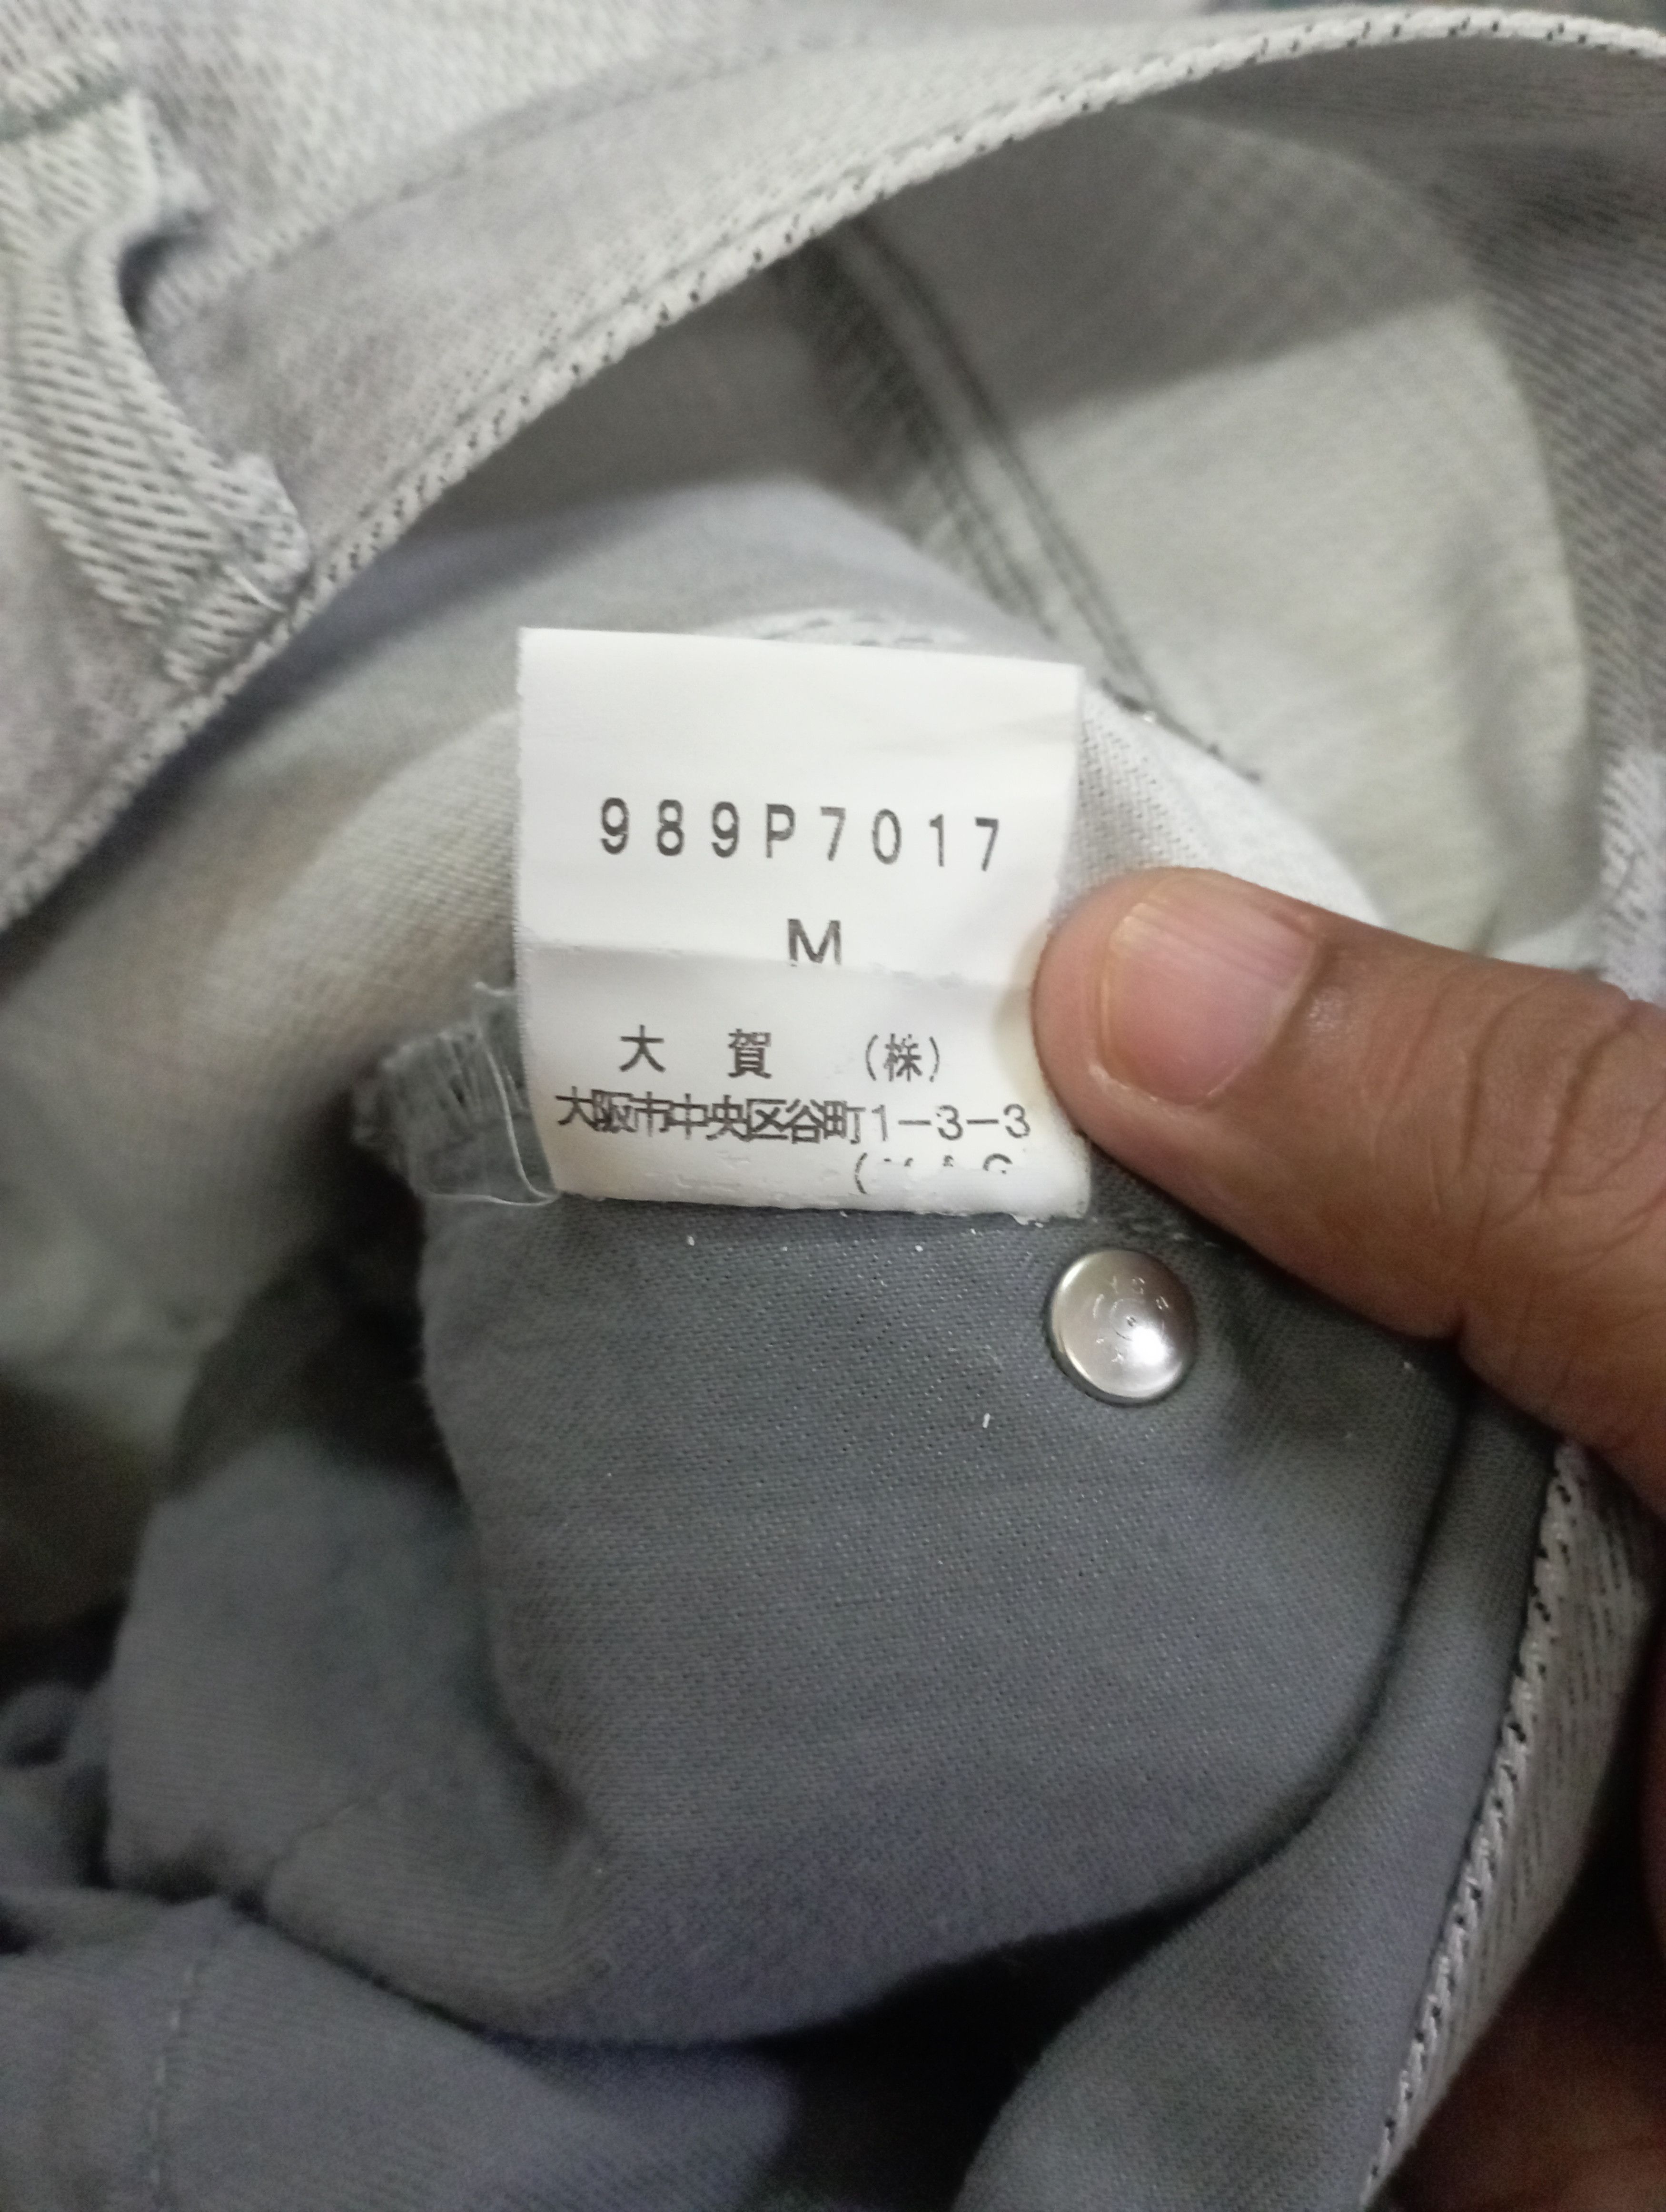 989P7017
M
大 賀 (株)
大阪市中央区谷町1-3-3